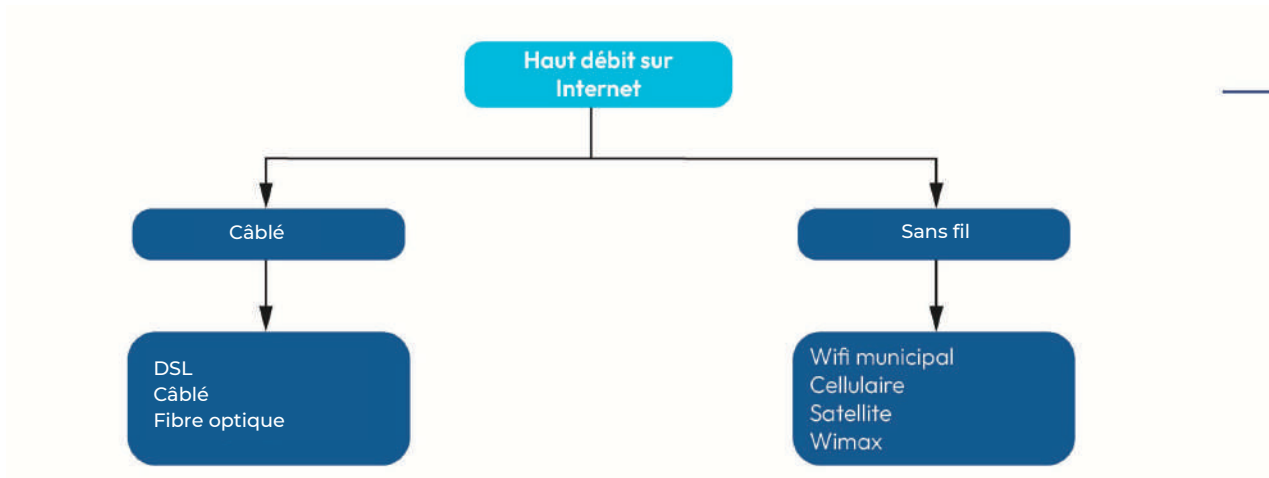 Haut débit sur
Internet
Câblé
Sans fil
DSL
Câblé
Fibre optique
Wifi municipal
Cellulaire
Satellite
Wimax